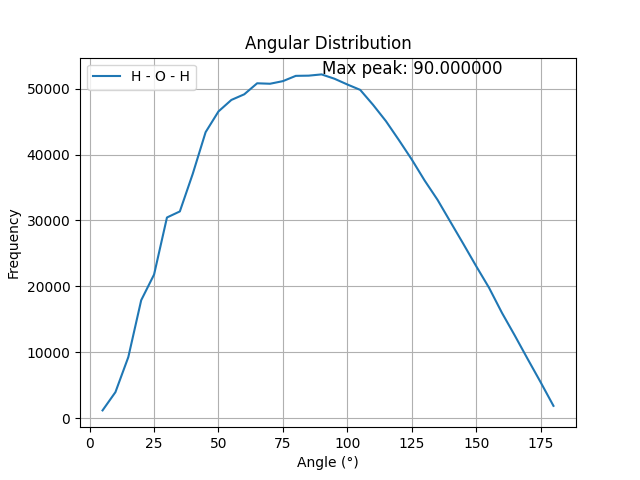 Angular Distribution
H - O - H
Max peak: 90.000000
Frequency
50000
40000
30000
20000
10000
0
0 25 50 75 100 125 150 175
Angle (°)